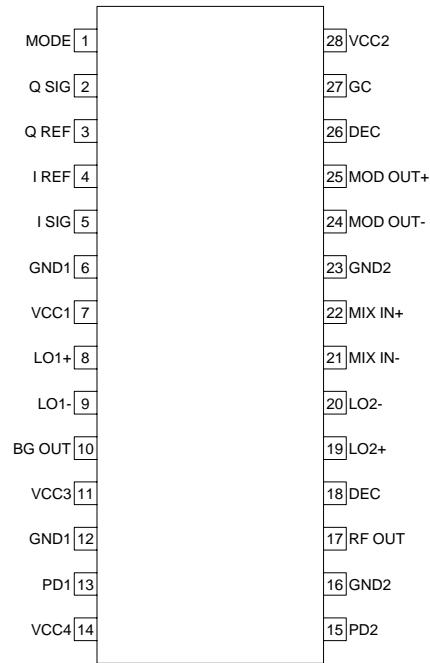 MODE 1 28 VCC2
Q SIG 2 27 GC
Q REF 3 26 DEC
I REF 4 25 MOD OUT+
I SIG 5 24 MOD OUT-
GND1 6 23 GND2
VCC1 7 22 MIX IN+
LO1+ 8 21 MIX IN-
LO1- 9 20 LO2-
BG OUT 10 19 LO2+
VCC3 11 18 DEC
GND1 12 17 RF OUT
PD1 13 16 GND2
VCC4 14 15 PD2